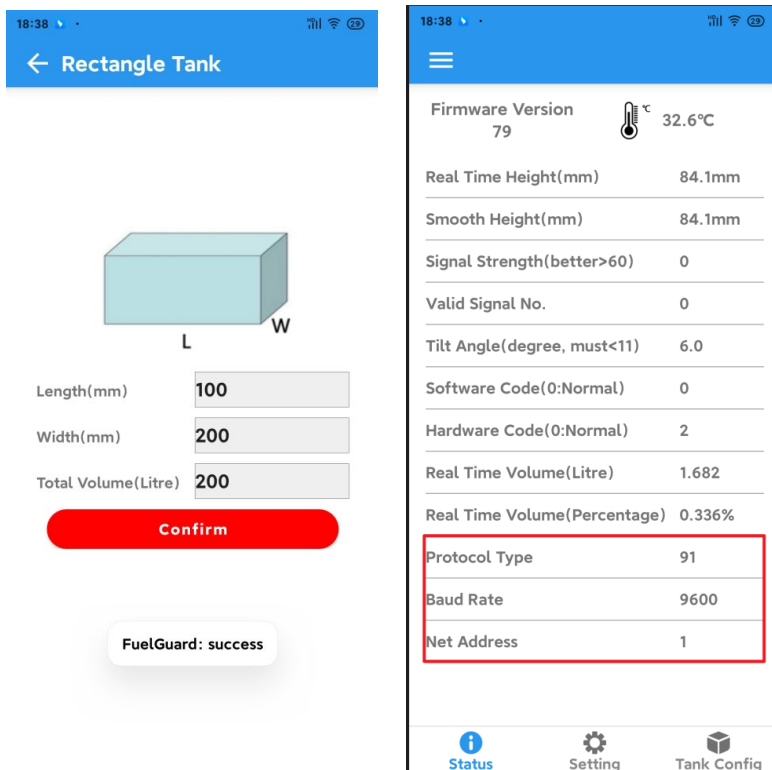 18:38
29
Rectangle Tank
W
L
Length(mm) 100
Width(mm) 200
Total Volume(Litre) 200
Confirm
FuelGuard: success
18:38
29
Firmware Version
79
℃
32.6℃
Real Time Height(mm) 84.1mm
Smooth Height(mm) 84.1mm
Signal Strength(better>60) 0
Valid Signal No. 0
Tilt Angle(degree, must<11) 6.0
Software Code(0:Normal) 0
Hardware Code(0:Normal) 2
Real Time Volume(Litre) 1.682
Real Time Volume(Percentage) 0.336%
Protocol Type 91
Baud Rate 9600
Net Address 1
Status Setting Tank Config